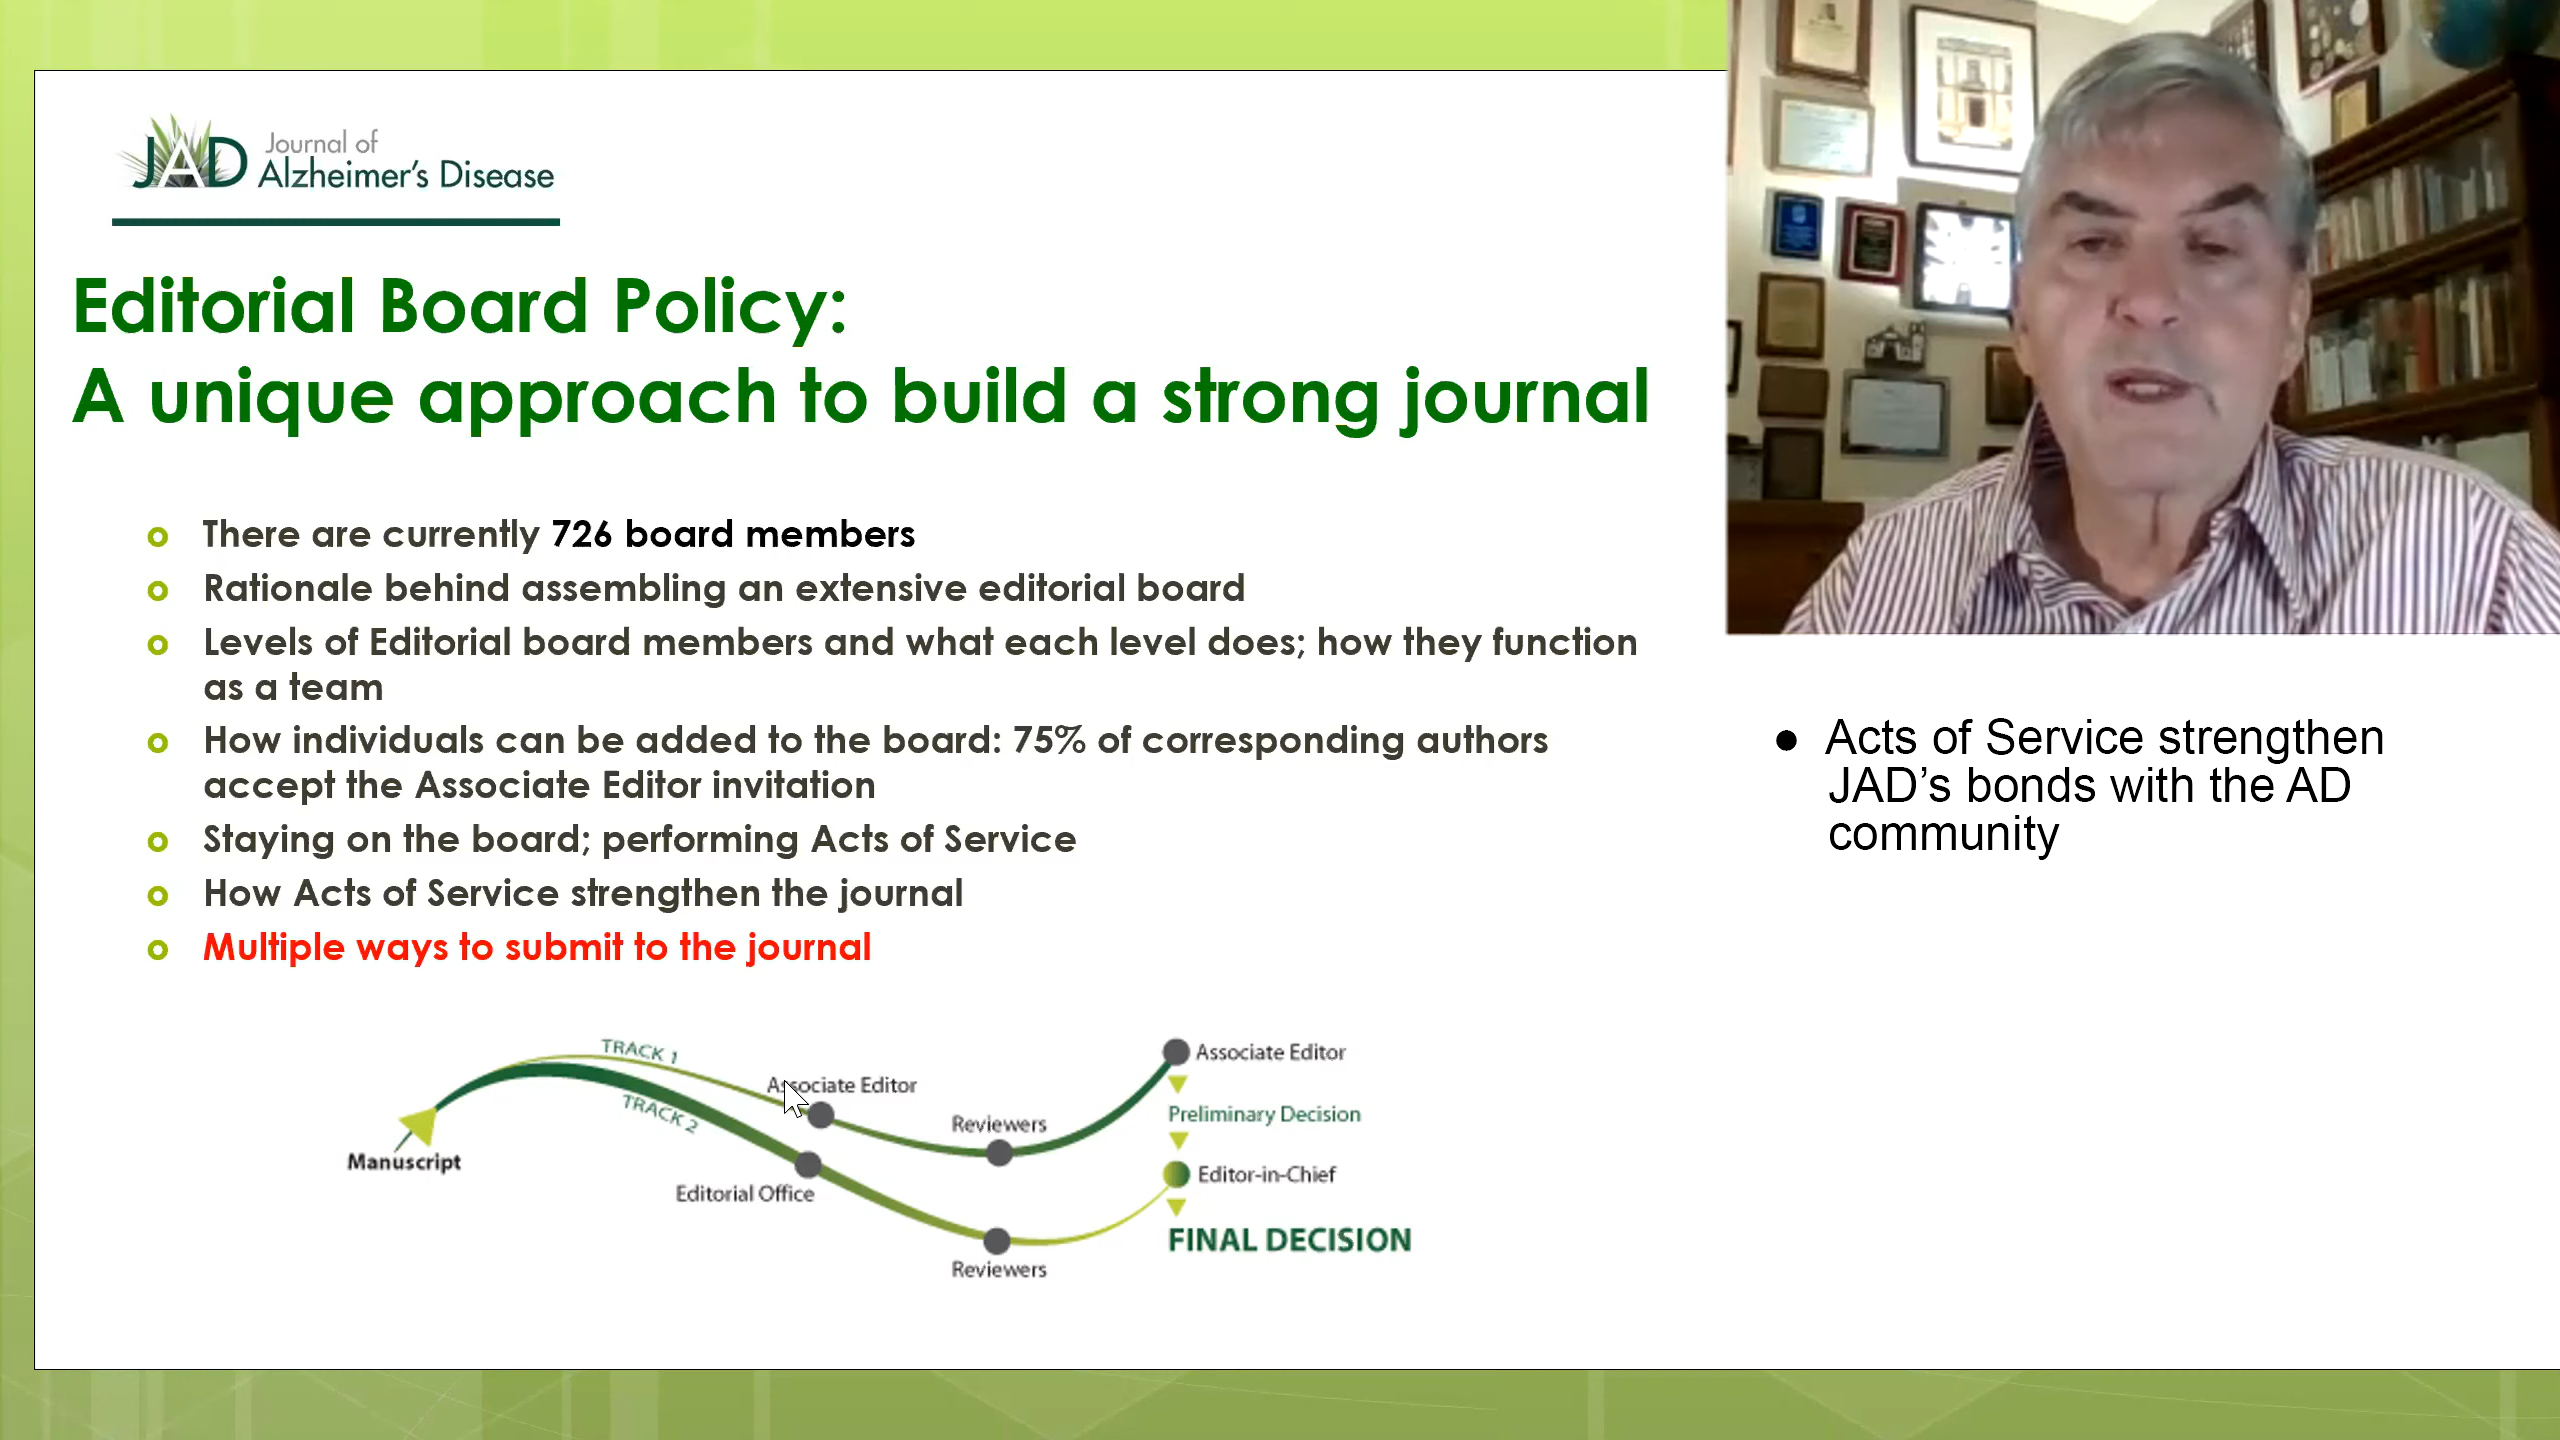 JAD Journal of
Alzheimer's Disease
Editorial Board Policy:
A unique approach to build a strong journal
There are currently 726 board members
Rationale behind assembling an extensive editorial board
Levels of Editorial board members and what each level does; how they function
as a team
How individuals can be added to the board: 75% of corresponding authors
accept the Associate Editor invitation
Staying on the board; performing Acts of Service
How Acts of Service strengthen the journal
Multiple ways to submit to the journal
TRACK 1
TRACK 2
Manuscript
Associate Editor
Editorial Office
Reviewers
Reviewers
Associate Editor
Preliminary Decision
Editor-in-Chief
FINAL DECISION
● Acts of Service strengthen
JAD’s bonds with the AD
community